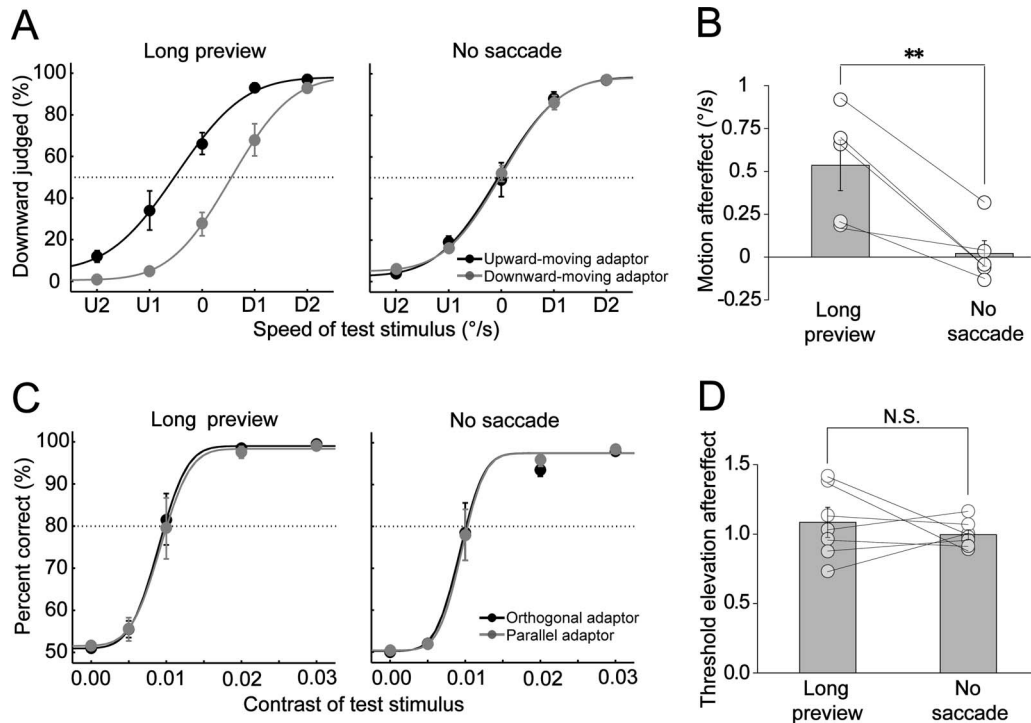 A
Long preview
No saccade
Downward judged (%)
100
80
60
40
20
0
Upward-moving adaptor
Downward-moving adaptor
U2 U1 0 D1 D2
U2 U1 0 D1 D2
Speed of test stimulus (°/s)
B
**
Motion aftereffect (°/s)
1
0.75
0.5
0.25
0
-0.25
Long preview
No saccade
C
Long preview
No saccade
Percent correct (%)
100
90
80
70
60
50
Orthogonal adaptor
Parallel adaptor
0.00 0.01 0.02 0.03
0.00 0.01 0.02 0.03
Contrast of test stimulus
D
N.S.
Threshold elevation aftereffect
1.5
1.0
0.5
0.0
Long preview
No saccade